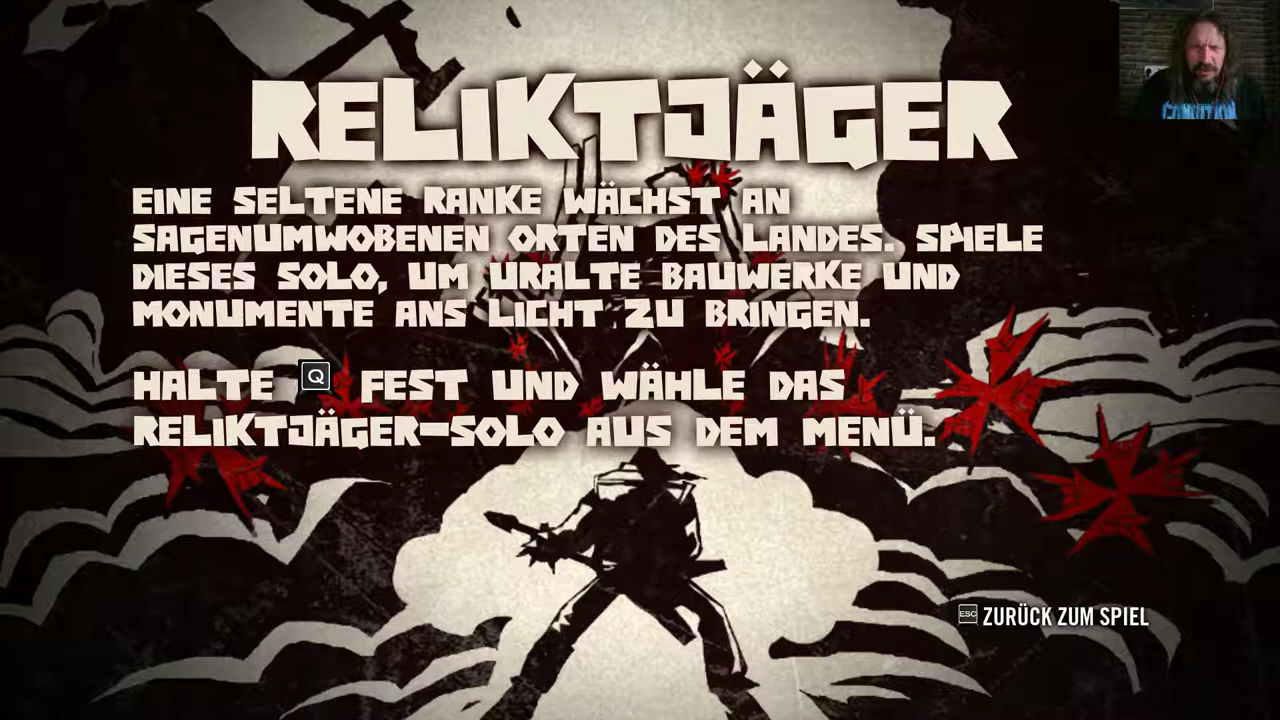 RELIKTJÄGER
EINE SELTENE RANKE WÄCHST AN
SAGENUMWOBENEN ORTEN DES LANDES. SPIELE
DIESES SOLO, UM URALTE BAUWERKE UND
MONUMENTE ANS LICHT ZU BRINGEN.
HALTE Q FEST UND WÄHLE DAS
RELIKTJÄGER-SOLO AUS DEM MENÜ.
ESC ZURÜCK ZUM SPIEL
CONDITION